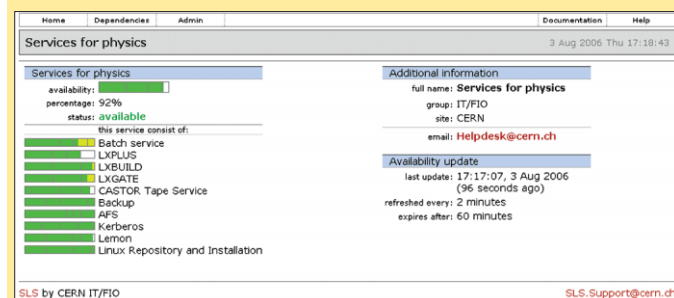 Home Dependencies Admin Documentation Help
Services for physics 3 Aug 2006 Thu 17:18:43
Services for physics
availability:
percentage: 92%
status: available
this service consist of:
Batch service
LXPLUS
LXBUILD
LXGATE
CASTOR Tape Service
Backup
AFS
Kerberos
Lemon
Linux Repository and Installation
Additional information
full name: Services for physics
group: IT/FIO
site: CERN
email: Helpdesk@cern.ch
Availability update
last update: 17:17:07, 3 Aug 2006
(96 seconds ago)
refreshed every: 2 minutes
expires after: 60 minutes
SLS by CERN IT/FIO SLS.Support@cern.ch